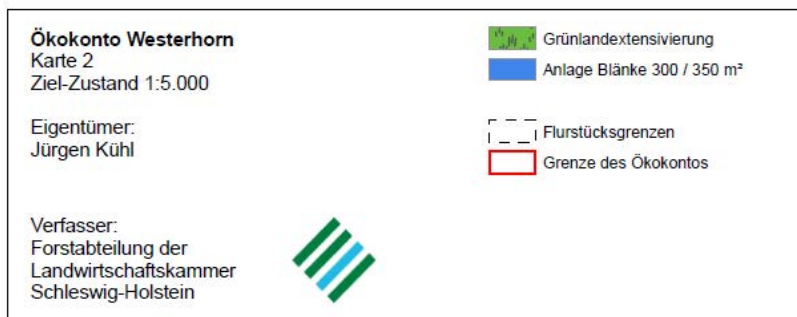 Ökokonto Westerhorn
Karte 2
Ziel-Zustand 1:5.000
Eigentümer:
Jürgen Kühl
Verfasser:
Forstabteilung der
Landwirtschaftskammer
Schleswig-Holstein
Grünlandextensivierung
Anlage Blänke 300 / 350 m²
Flurstücksgrenzen
Grenze des Ökokontos